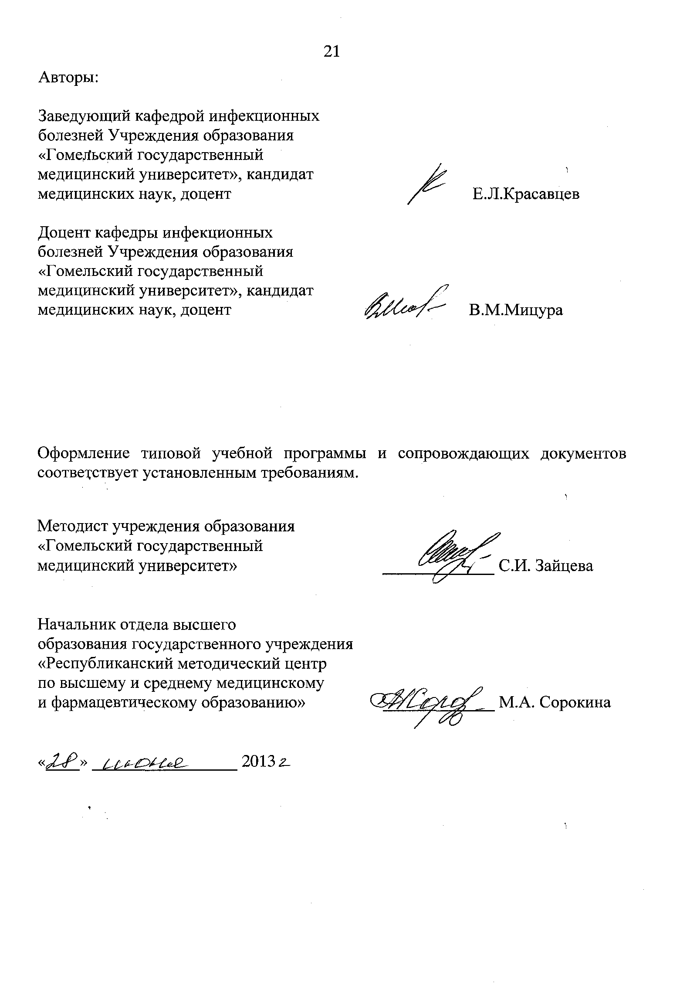 21
Авторы:
Заведующий кафедрой инфекционных
болезней Учреждения образования
«Гомельский государственный
медицинский университет», кандидат
медицинских наук, доцент Е.Л.Красавцев
Доцент кафедры инфекционных
болезней Учреждения образования
«Гомельский государственный
медицинский университет», кандидат
медицинских наук, доцент В.М.Мицура
Оформление типовой учебной программы и сопровождающих документов
соответствует установленным требованиям.
Методист учреждения образования
«Гомельский государственный
медицинский университет» С.И. Зайцева
Начальник отдела высшего
образования государственного учреждения
«Республиканский методический центр
по высшему и среднему медицинскому
и фармацевтическому образованию» М.А. Сорокина
«28» июня 2013 г